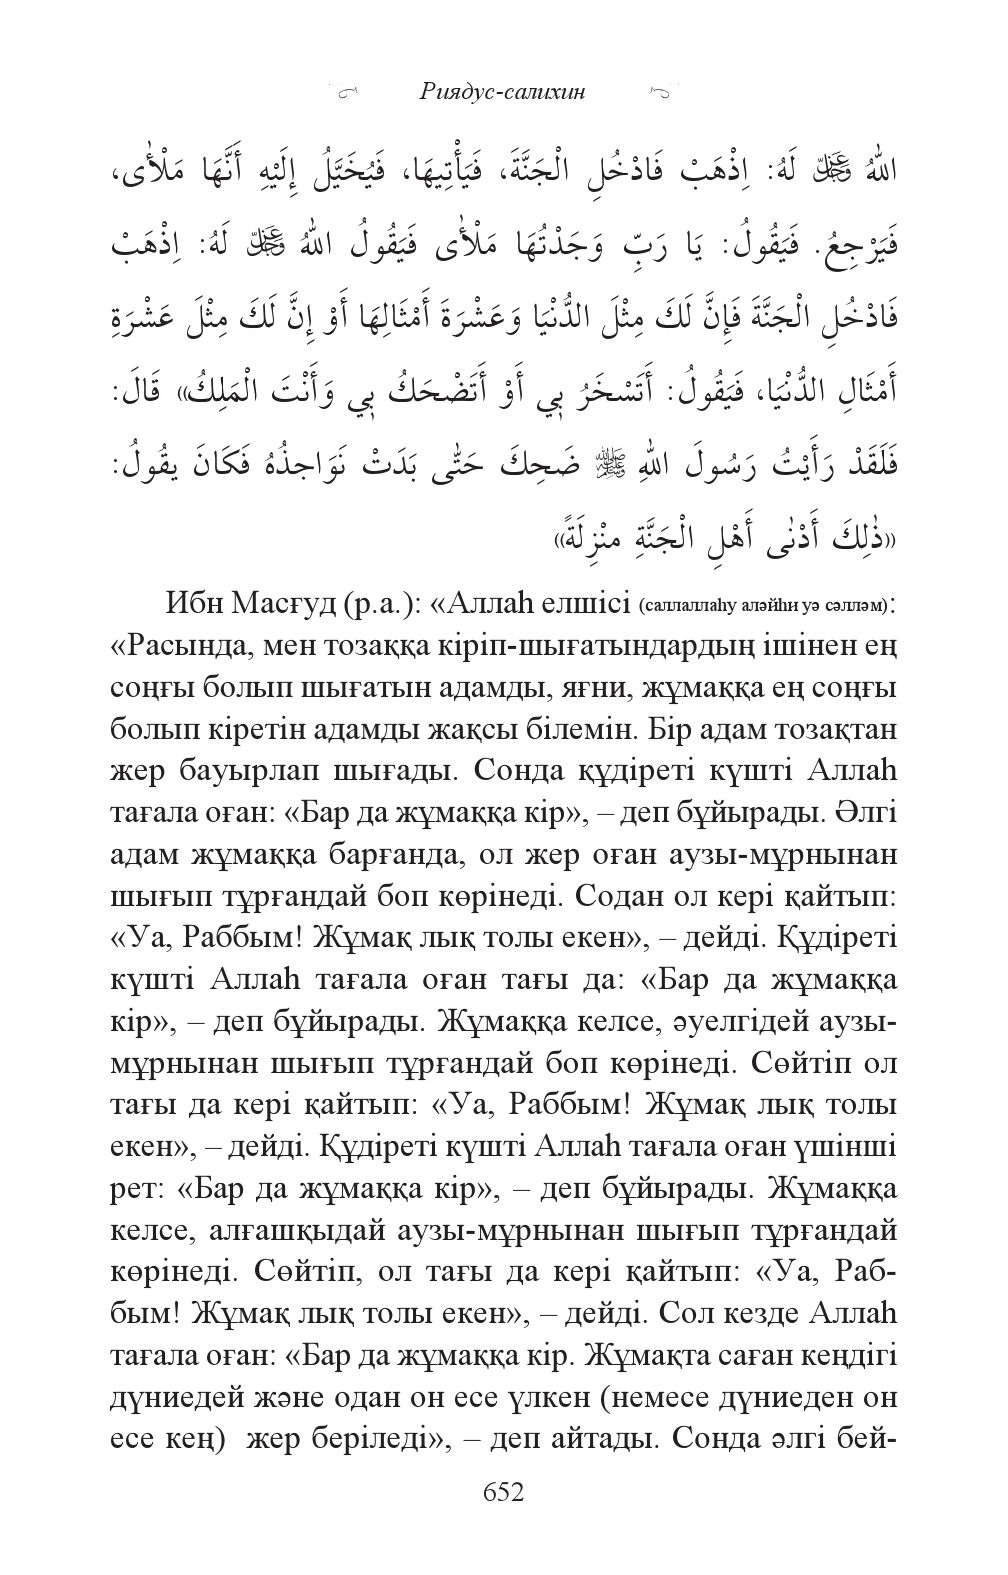 Риядус-салихин
اللهُ ﷻ لَهُ: اِذْهَبْ فَادْخُلِ الْجَنَّةَ، فَيَأْتِيهَا، فَيُخَيَّلُ إِلَيْهِ أَنَّهَا مَلْأَى،
فَيَرْجِعُ. فَيَقُولُ: يَا رَبِّ وَجَدْتُهَا مَلْأَى فَيَقُولُ اللهُ ﷻ لَهُ: اِذْهَبْ
فَادْخُلِ الْجَنَّةَ فَإِنَّ لَكَ مِثْلَ الدُّنْيَا وَعَشْرَةَ أَمْثَالِهَا أَوْ إِنَّ لَكَ مِثْلَ عَشْرَةِ
أَمْثَالِ الدُّنْيَا، فَيَقُولُ: أَتَسْخَرُ بِي أَوْ أَتَضْحَكُ بِي وَأَنْتَ الْمَلِكُ» قَالَ:
فَلَقَدْ رَأَيْتُ رَسُولَ اللهِ ﷺ ضَحِكَ حَتَّى بَدَتْ نَوَاجذُهُ فَكَانَ يقُولُ:
«ذٰلِكَ أَدْنٰى أَهْلِ الْجَنَّةِ منْزِلَةً»
Ибн Масғуд (р.а.): «Аллаһ елшісі (саллаллаһу аләйһи уә сәлләм):
«Расында, мен тозаққа кіріп-шығатындардың ішінен ең
соңғы болып шығатын адамды, яғни, жұмаққа ең соңғы
болып кіретін адамды жақсы білемін. Бір адам тозақтан
жер бауырлап шығады. Сонда құдіреті күшті Аллаһ
тағала оған: «Бар да жұмаққа кір», – деп бұйырады. Әлгі
адам жұмаққа барғанда, ол жер оған аузы-мұрнынан
шығып тұрғандай боп көрінеді. Содан ол кері қайтып:
«Уа, Раббым! Жұмақ лық толы екен», – дейді. Құдіреті
күшті Аллаһ тағала оған тағы да: «Бар да жұмаққа
кір», – деп бұйырады. Жұмаққа келсе, әуелгідей аузы-
мұрнынан шығып тұрғандай боп көрінеді. Сөйтіп ол
тағы да кері қайтып: «Уа, Раббым! Жұмақ лық толы
екен», – дейді. Құдіреті күшті Аллаһ тағала оған үшінші
рет: «Бар да жұмаққа кір», – деп бұйырады. Жұмаққа
келсе, алғашқыдай аузы-мұрнынан шығып тұрғандай
көрінеді. Сөйтіп, ол тағы да кері қайтып: «Уа, Раб-
бым! Жұмақ лық толы екен», – дейді. Сол кезде Аллаһ
тағала оған: «Бар да жұмаққа кір. Жұмақта саған кеңдігі
дүниедей және одан он есе үлкен (немесе дүниеден он
есе кең) жер беріледі», – деп айтады. Сонда әлгі бей-
652